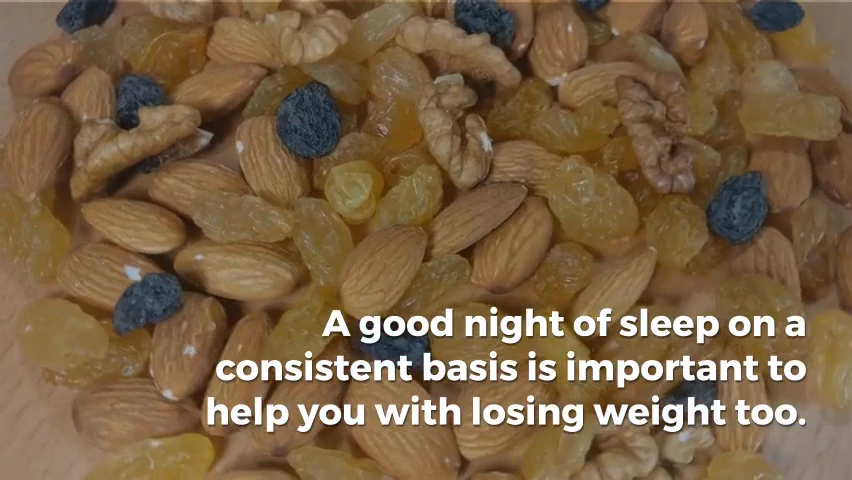 A good night of sleep on a
consistent basis is important to
help you with losing weight too.